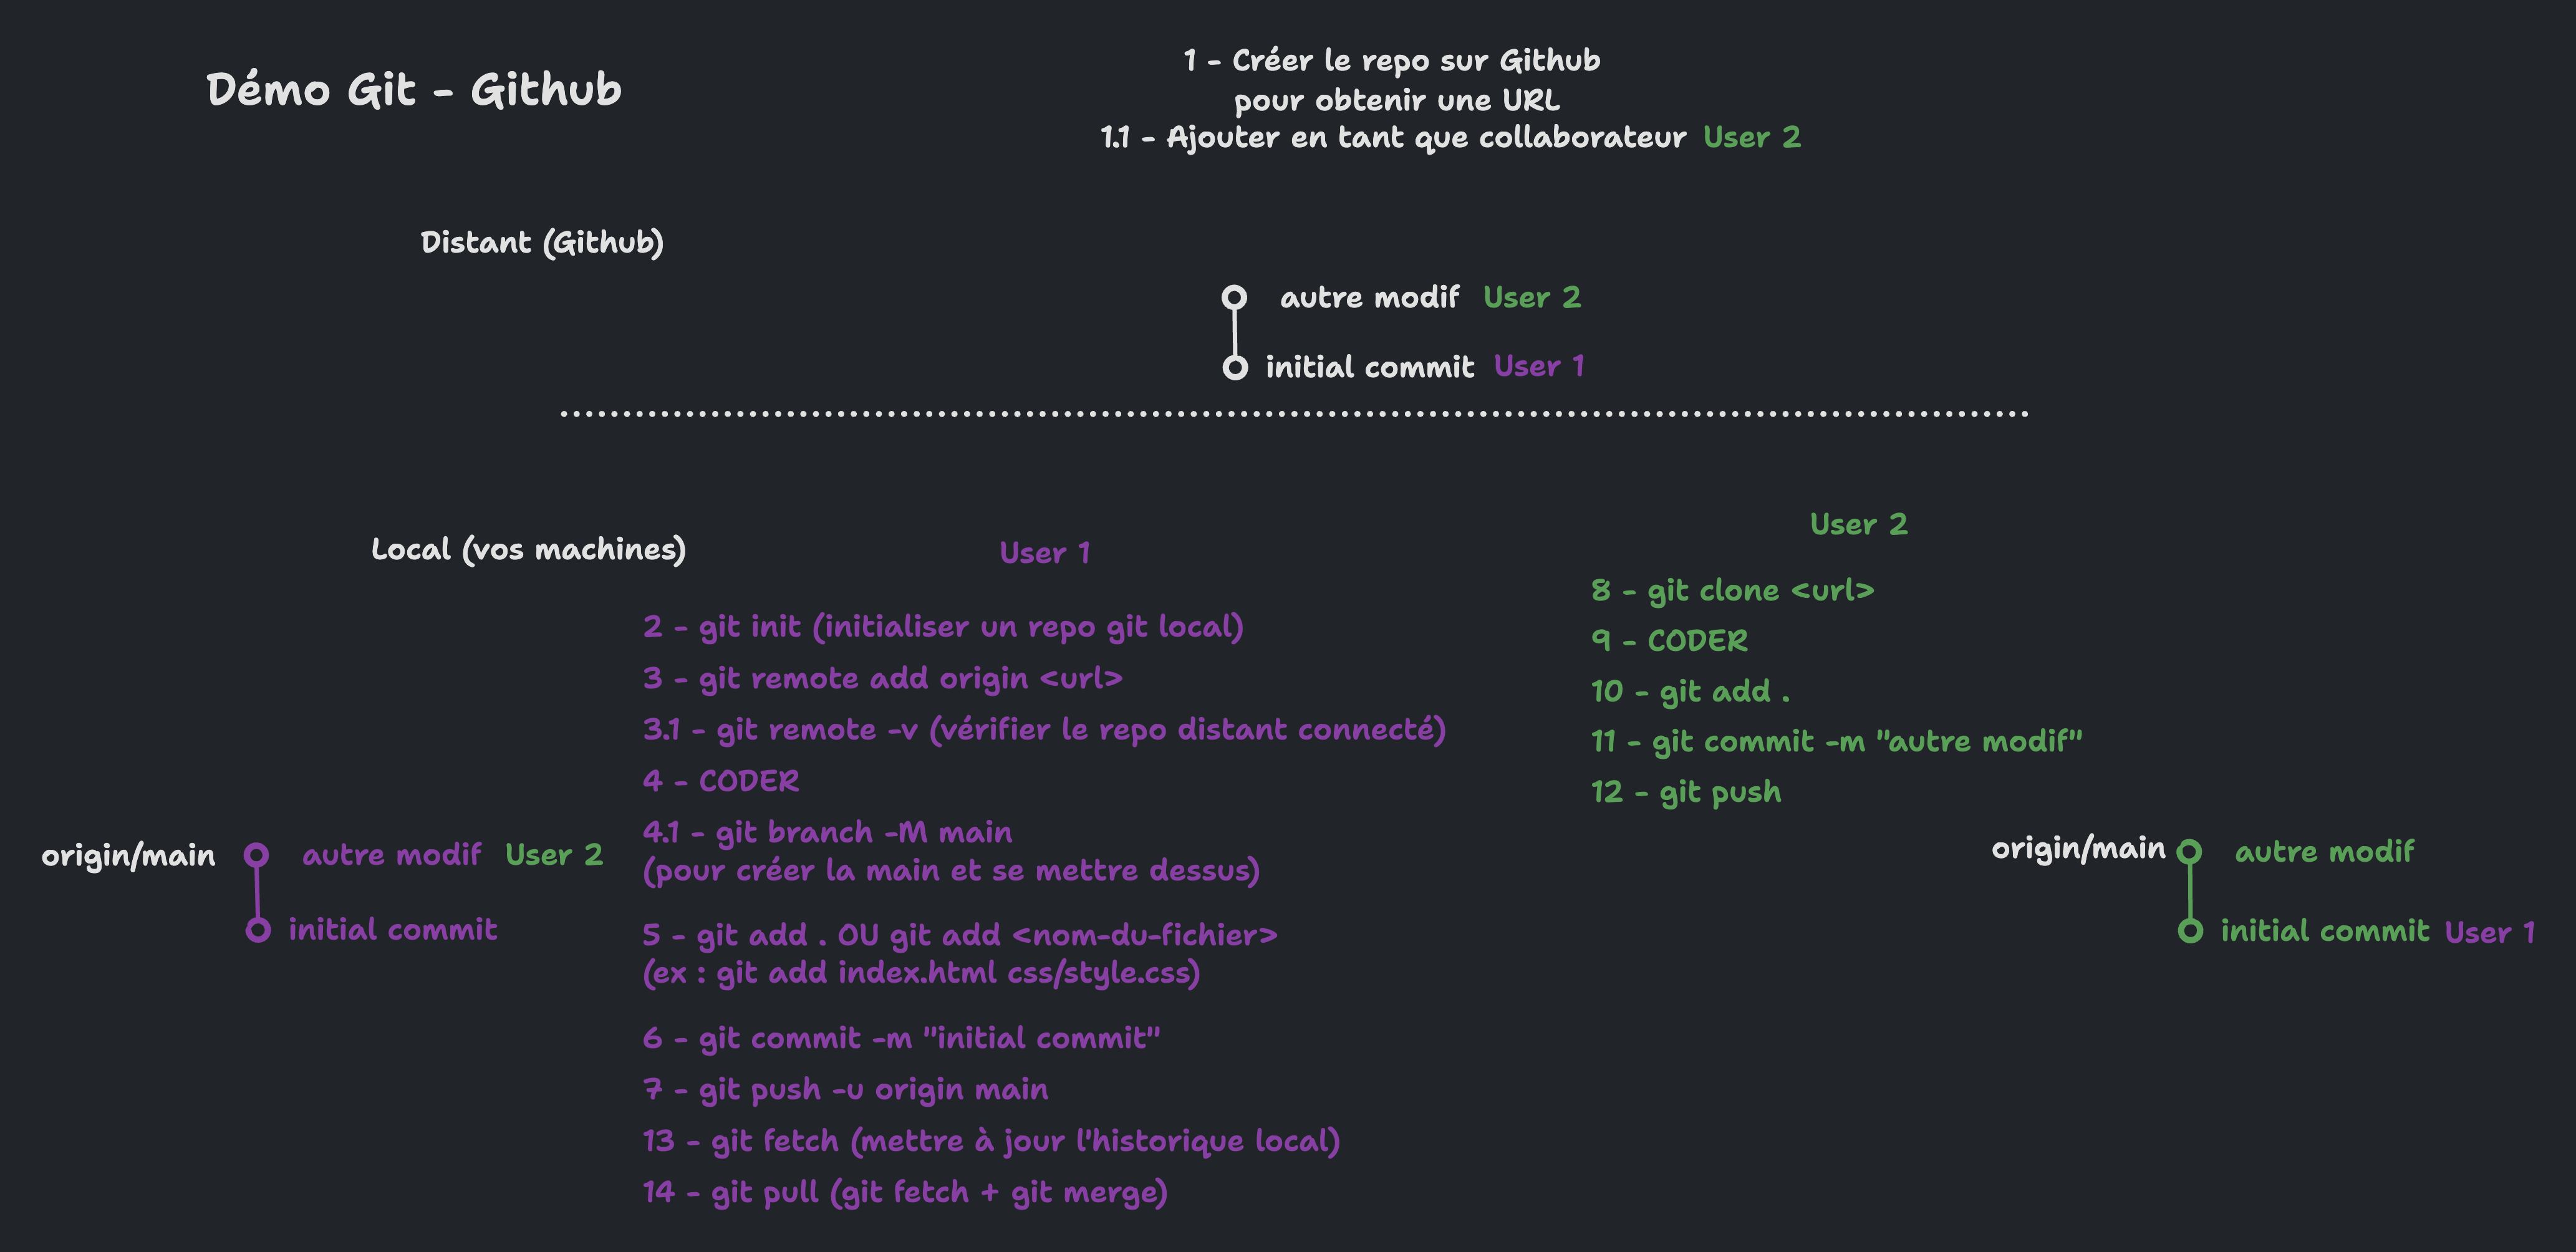 Démo Git - Github
1 - Créer le repo sur Github
pour obtenir une URL
1.1 - Ajouter en tant que collaborateur User 2
Distant (Github)
autre modif User 2
initial commit User 1
Local (vos machines)
User 1
2 - git init (initialiser un repo git local)
3 - git remote add origin <url>
3.1 - git remote -v (vérifier le repo distant connecté)
4 - CODER
4.1 - git branch -M main
(pour créer la main et se mettre dessus)
5 - git add . OU git add <nom-du-fichier>
(ex : git add index.html css/style.css)
6 - git commit -m "initial commit"
7 - git push -u origin main
13 - git fetch (mettre à jour l'historique local)
14 - git pull (git fetch + git merge)
origin/main autre modif User 2
initial commit
User 2
8 - git clone <url>
9 - CODER
10 - git add .
11 - git commit -m "autre modif"
12 - git push
origin/main autre modif
initial commit User 1